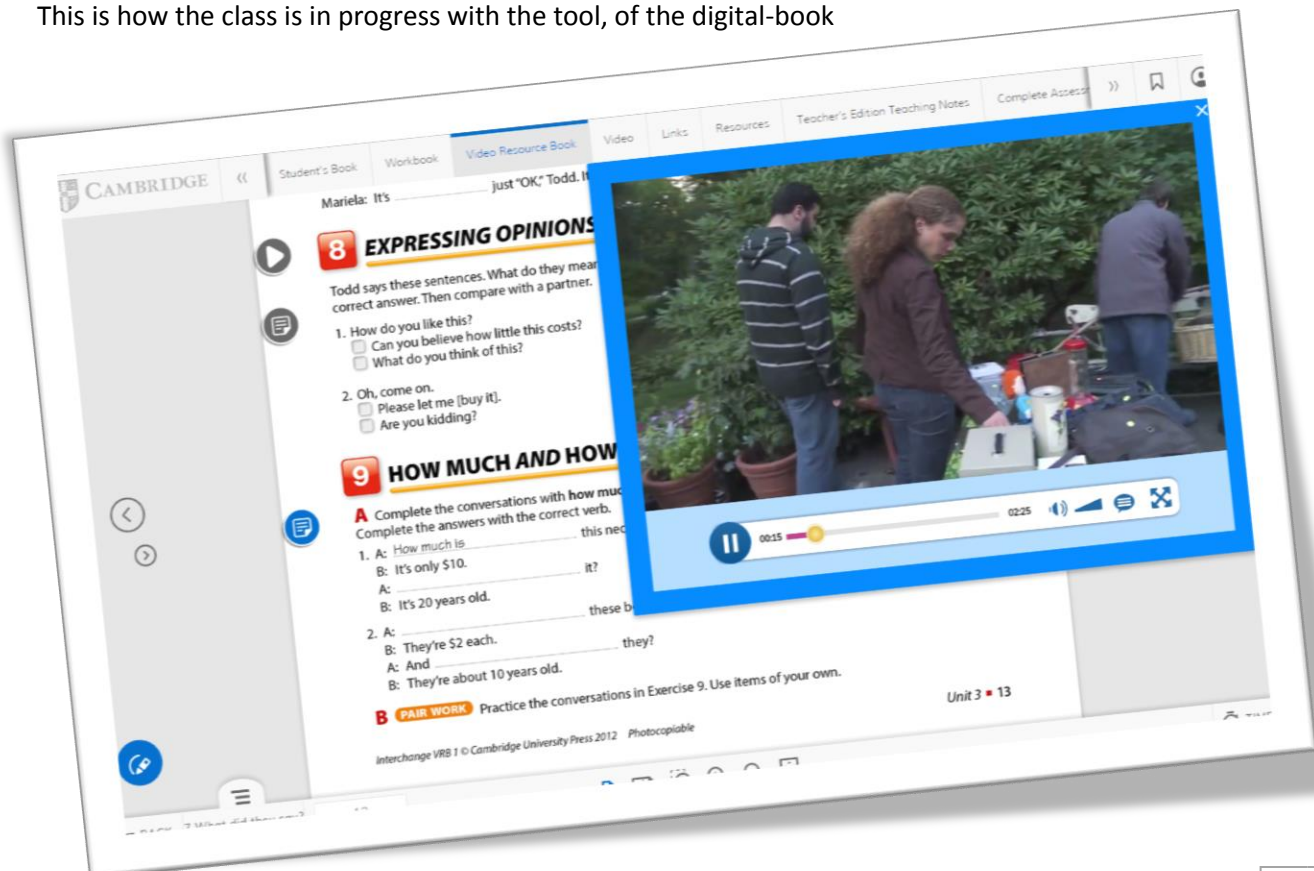 This is how the class is in progress with the tool, of the digital-book
CAMBRIDGE
Student's Book
Workbook
Video Resource Book
Video
Links
Resources
Teacher's Edition Teaching Notes
Complete
Mariela: It's ______ just "OK," Todd.
8 EXPRESSING OPINIONS
Todd says these sentences. What do they
correct answer. Then compare with a partner.
1. How do you like this?
Can you believe how little this costs?
What do you think of this?
2. Oh, come on.
Please let me [buy it].
Are you kidding?
9 HOW MUCH AND HOW
A Complete the conversations with how
Complete the answers with the correct verb.
1. A: How much is ______ this
B: It's only $10.
A: ______ it?
B: It's 20 years old.
2. A: ______ these
B: They're $2 each.
A: And ______ they?
B: They're about 10 years old.
B PAIR WORK Practice the conversations in Exercise 9. Use items of your own.
Interchange VRB 1 © Cambridge University Press 2012 Photocopiable
Unit 3 ▪ 13
00:15
02:25